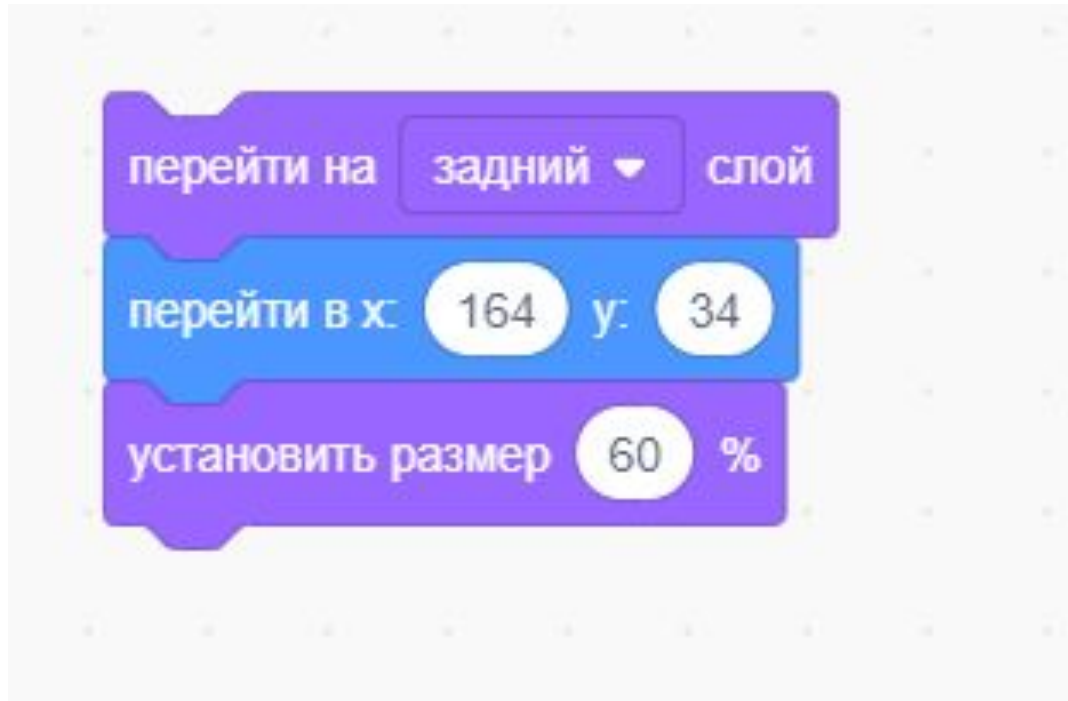 перейти на задний слой
перейти в x: 164 y: 34
установить размер 60 %